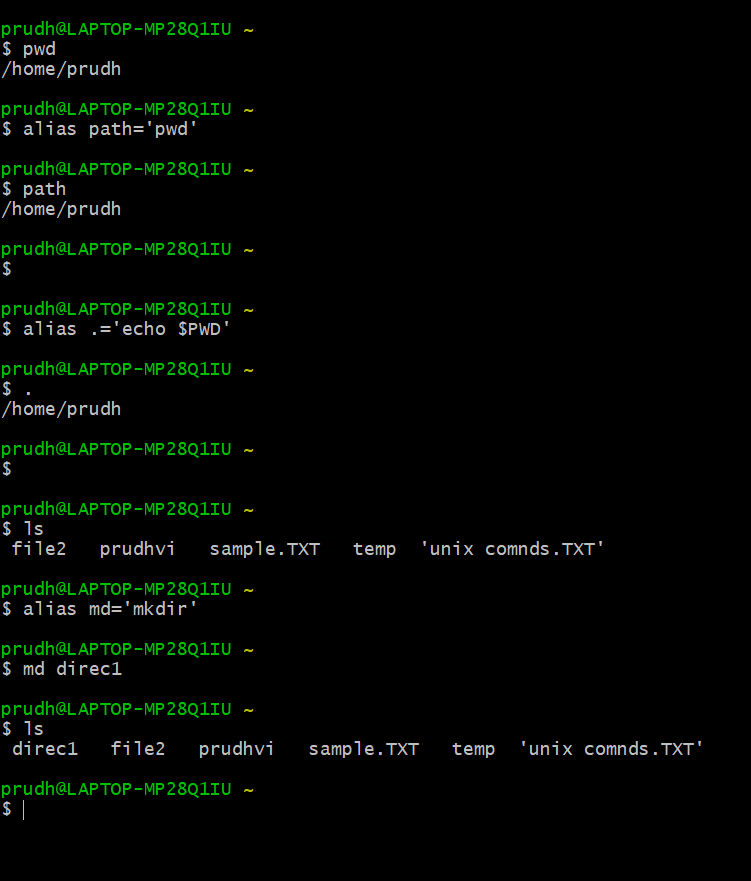 prudh@LAPTOP-MP28Q1IU ~
$ pwd
/home/prudh
prudh@LAPTOP-MP28Q1IU ~
$ alias path='pwd'
prudh@LAPTOP-MP28Q1IU ~
$ path
/home/prudh
prudh@LAPTOP-MP28Q1IU ~
$
prudh@LAPTOP-MP28Q1IU ~
$ alias .='echo $PWD'
prudh@LAPTOP-MP28Q1IU ~
$ .
/home/prudh
prudh@LAPTOP-MP28Q1IU ~
$
prudh@LAPTOP-MP28Q1IU ~
$ ls
file2   prudhvi   sample.TXT   temp  'unix comnds.TXT'
prudh@LAPTOP-MP28Q1IU ~
$ alias md='mkdir'
prudh@LAPTOP-MP28Q1IU ~
$ md direc1
prudh@LAPTOP-MP28Q1IU ~
$ ls
direc1   file2   prudhvi   sample.TXT   temp  'unix comnds.TXT'
prudh@LAPTOP-MP28Q1IU ~
$